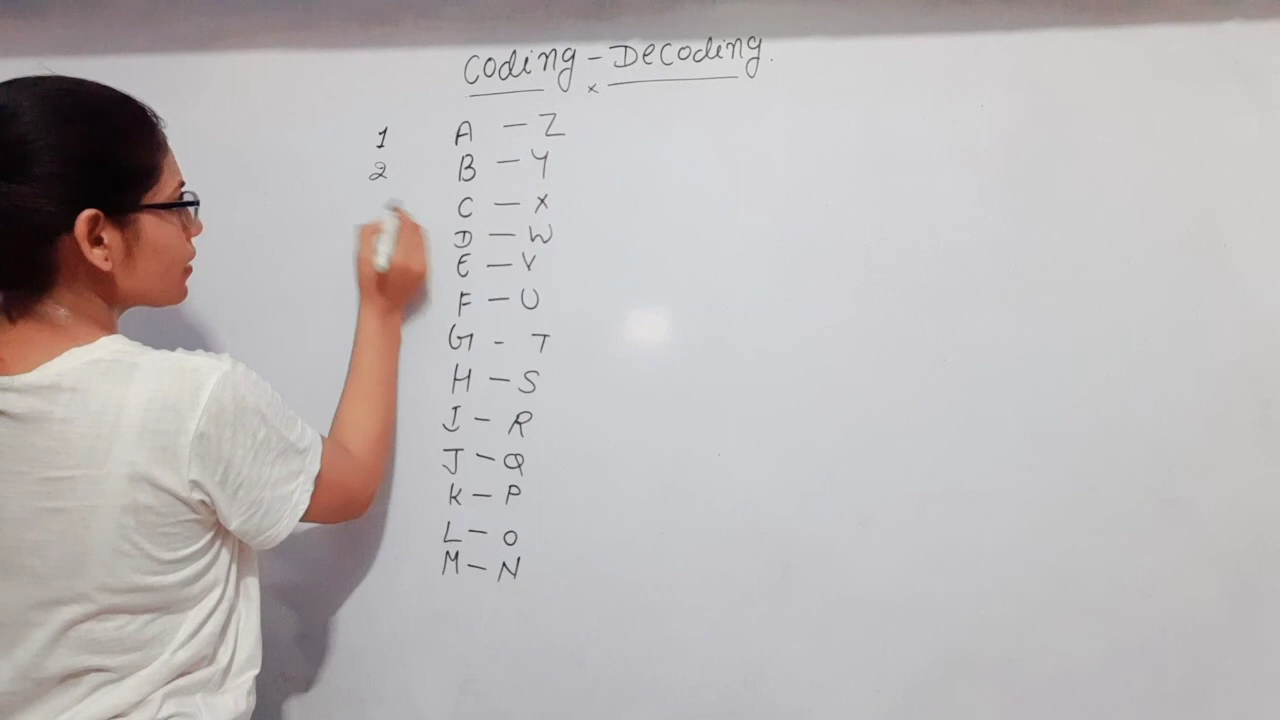 Coding - Decoding.
x
1 A - Z
2 B - Y
C - X
D - W
E - V
F - U
G - T
H - S
I - R
J - Q
K - P
L - O
M - N